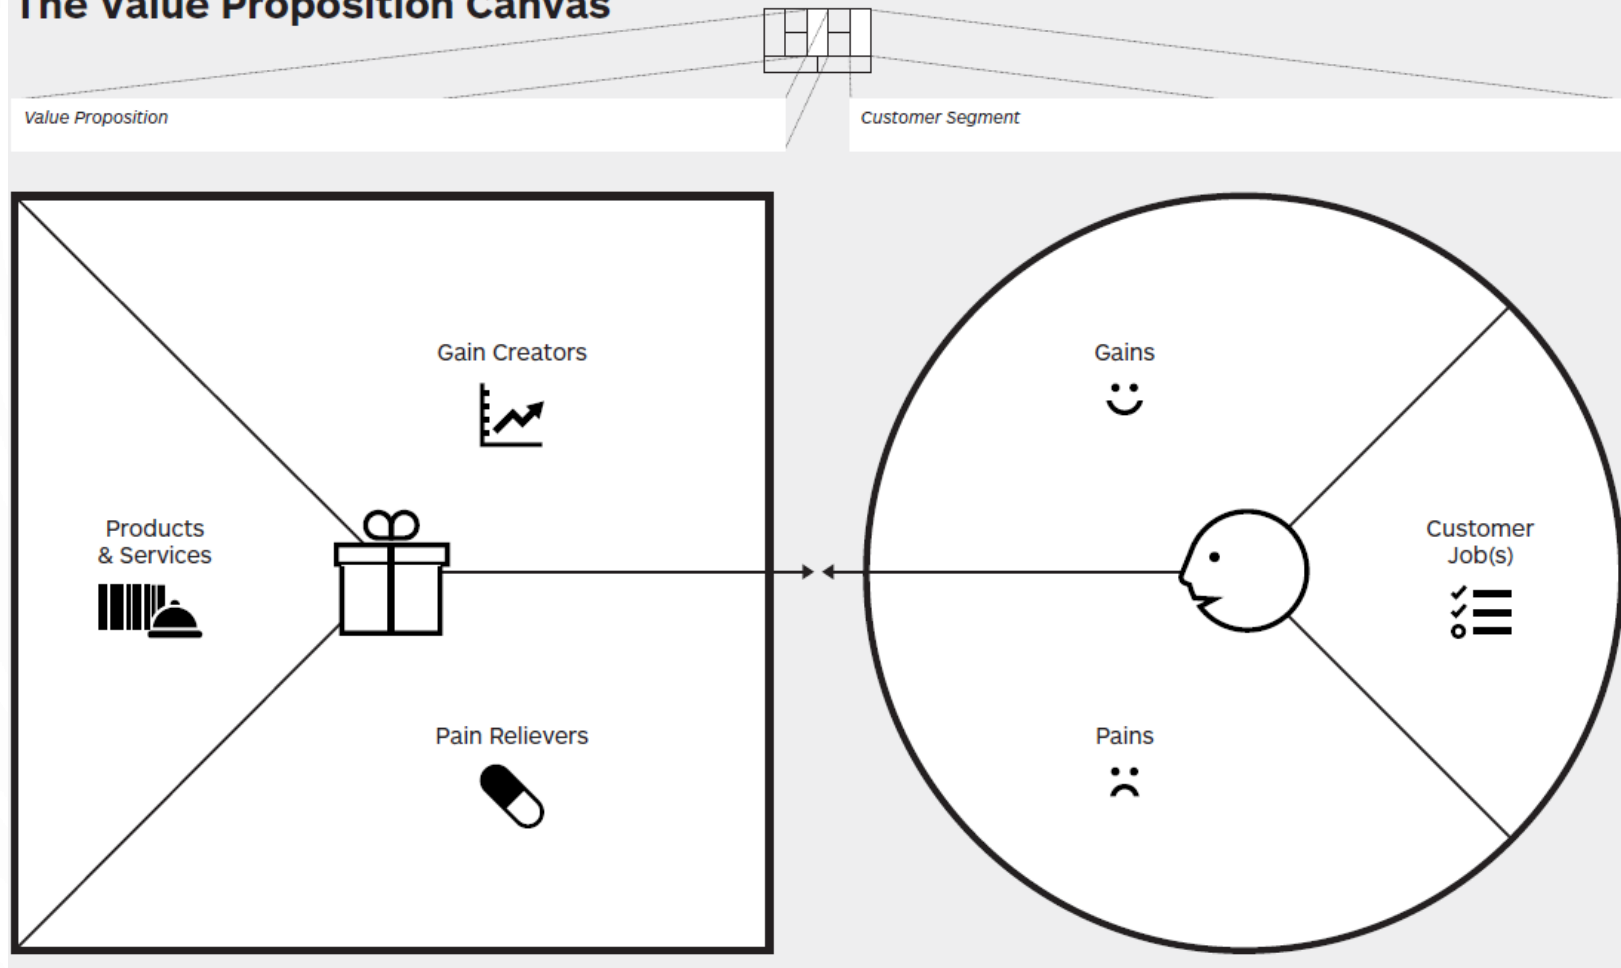 The Value Proposition Canvas
Value Proposition
Customer Segment
Gain Creators
Gains
Products
& Services
Customer
Job(s)
Pain Relievers
Pains